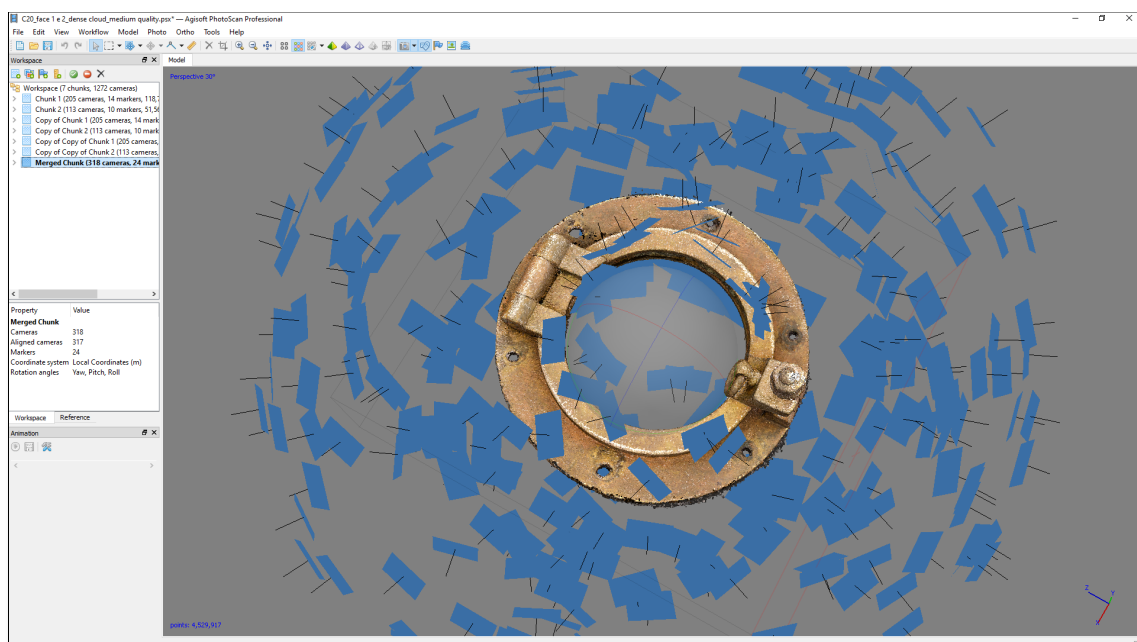 C20_face 1 e 2_dense cloud_medium quality.psx* — Agisoft PhotoScan Professional
File Edit View Workflow Model Photo Ortho Tools Help
Workspace
Model
Perspective 30°
Workspace (7 chunks, 1272 cameras)
Chunk 1 (205 cameras, 14 markers, 118,7
Chunk 2 (113 cameras, 10 markers, 51,56
Copy of Chunk 1 (205 cameras, 14 mark
Copy of Chunk 2 (113 cameras, 10 mark
Copy of Copy of Chunk 1 (205 cameras,
Copy of Copy of Chunk 2 (113 cameras,
Merged Chunk (318 cameras, 24 mark
Property Value
Merged Chunk
Cameras 318
Aligned cameras 317
Markers 24
Coordinate system Local Coordinates (m)
Rotation angles Yaw, Pitch, Roll
Workspace Reference
Animation
points: 4,529,917
Z
Y
X